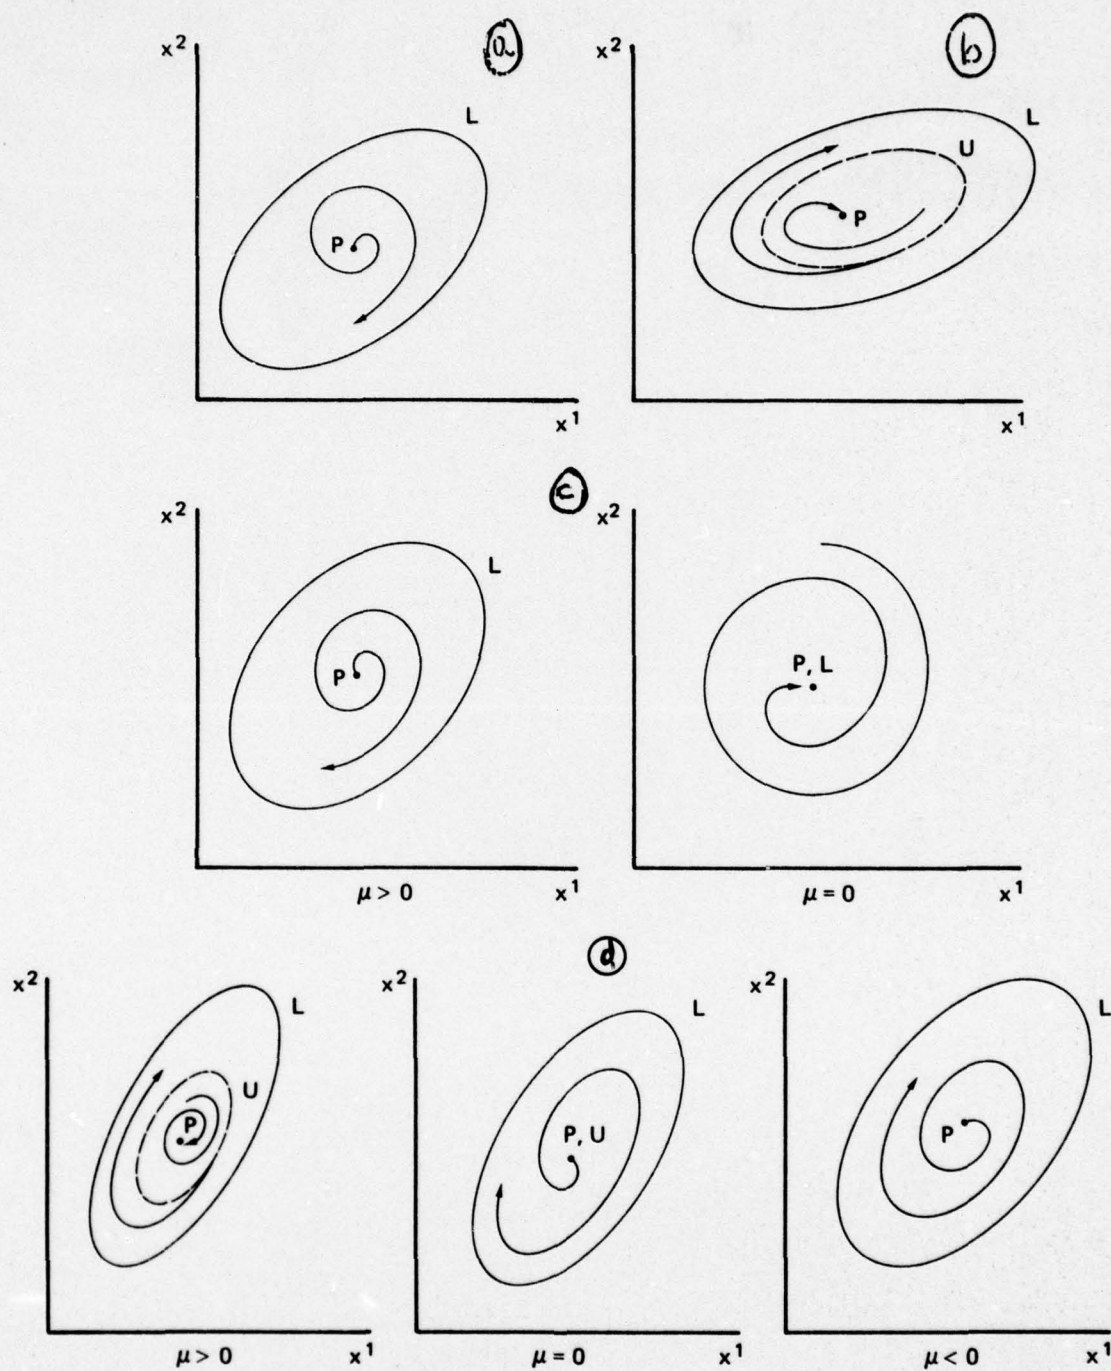 a
b
x²
x²
L
L
U
P
P
x¹
x¹
c
x²
x²
L
P, L
P
μ > 0
x¹
μ = 0
x¹
d
x²
x²
x²
L
L
L
U
P
P, U
P
μ > 0
x¹
μ = 0
x¹
μ < 0
x¹